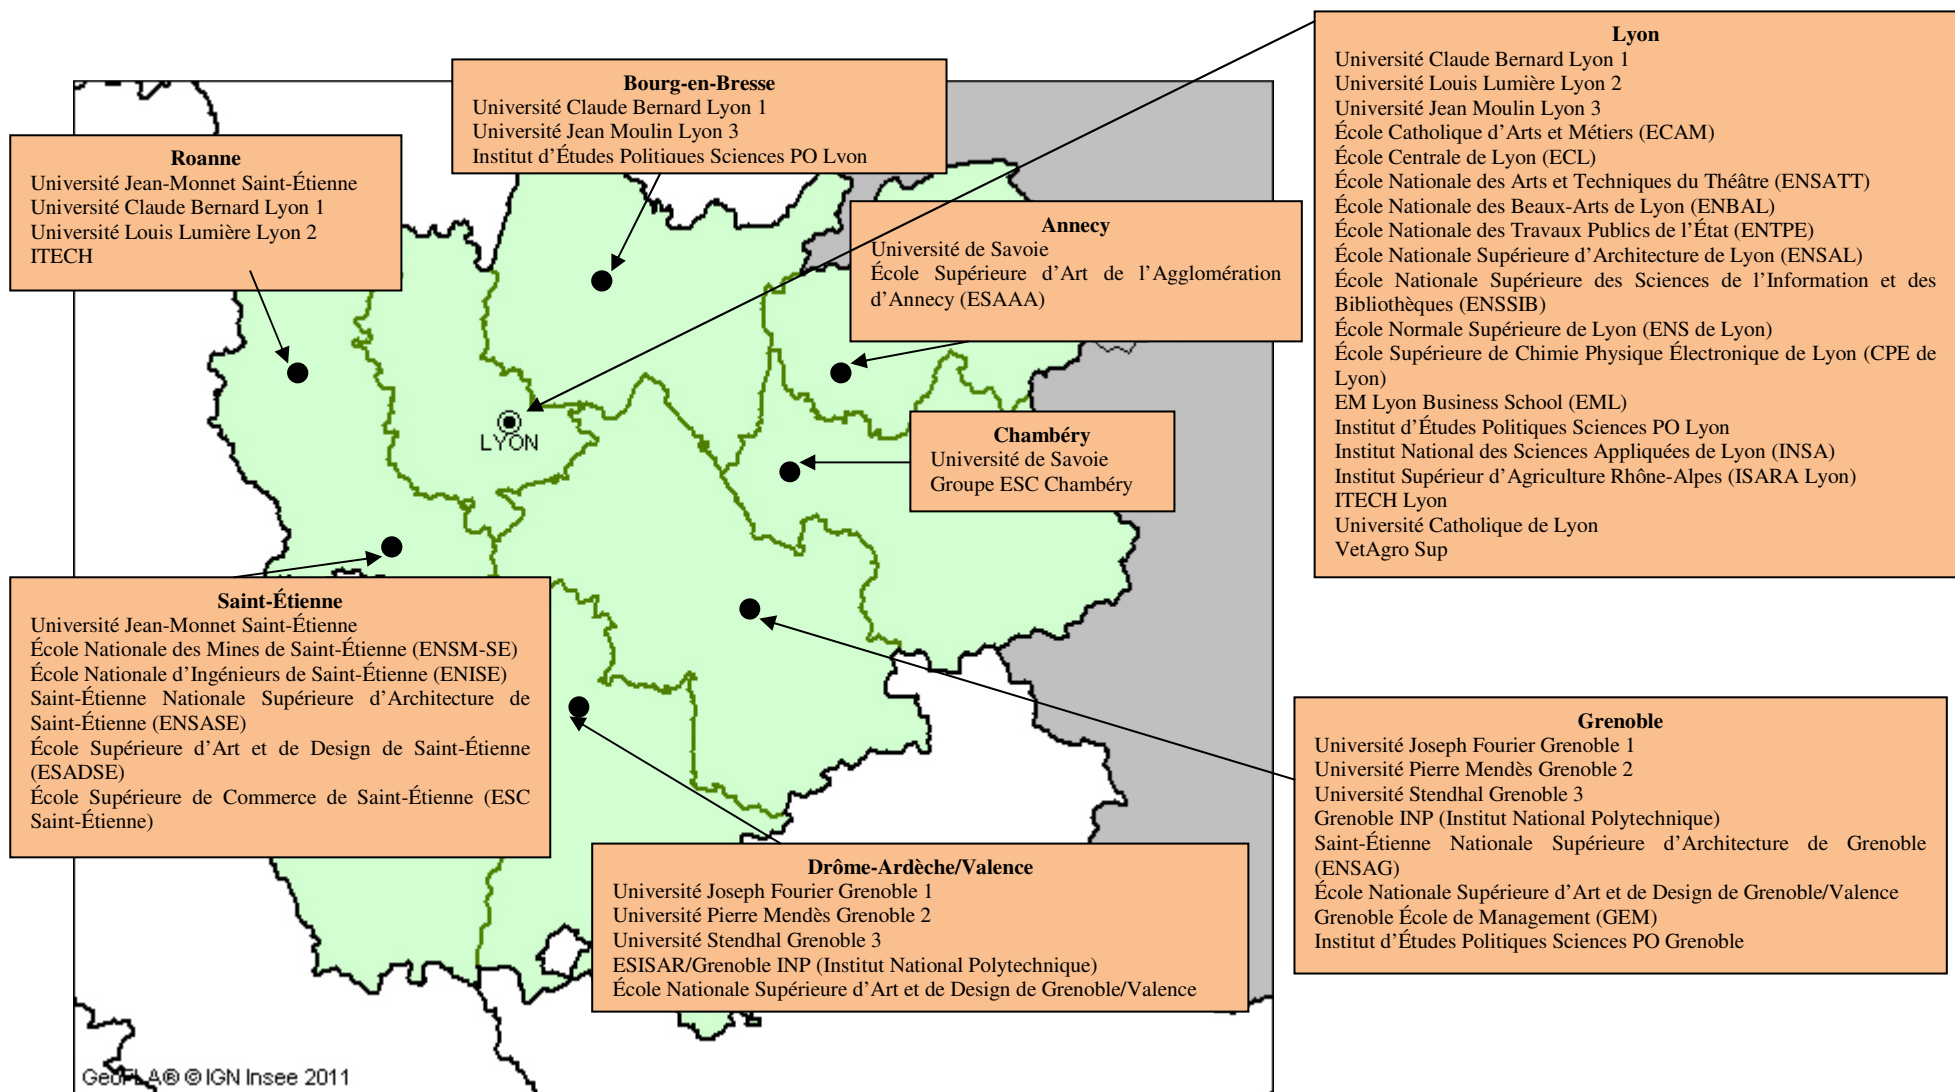 Lyon
Université Claude Bernard Lyon 1
Université Louis Lumière Lyon 2
Université Jean Moulin Lyon 3
École Catholique d'Arts et Métiers (ECAM)
École Centrale de Lyon (ECL)
École Nationale des Arts et Techniques du Théâtre (ENSATT)
École Nationale des Beaux-Arts de Lyon (ENBAL)
École Nationale des Travaux Publics de l'État (ENTPE)
École Nationale Supérieure d'Architecture de Lyon (ENSAL)
École Nationale Supérieure des Sciences de l'Information et des
Bibliothèques (ENSSIB)
École Normale Supérieure de Lyon (ENS de Lyon)
École Supérieure de Chimie Physique Électronique de Lyon (CPE de
Lyon)
EM Lyon Business School (EML)
Institut d'Études Politiques Sciences PO Lyon
Institut National des Sciences Appliquées de Lyon (INSA)
Institut Supérieur d'Agriculture Rhône-Alpes (ISARA Lyon)
ITECH Lyon
Université Catholique de Lyon
VetAgro Sup
Bourg-en-Bresse
Université Claude Bernard Lyon 1
Université Jean Moulin Lyon 3
Institut d'Études Politiques Sciences PO Lyon
Roanne
Université Jean-Monnet Saint-Étienne
Université Claude Bernard Lyon 1
Université Louis Lumière Lyon 2
ITECH
Annecy
Université de Savoie
École Supérieure d'Art de l'Agglomération
d'Annecy (ESAAA)
LYON
Chambéry
Université de Savoie
Groupe ESC Chambéry
Saint-Étienne
Université Jean-Monnet Saint-Étienne
École Nationale des Mines de Saint-Étienne (ENSM-SE)
École Nationale d'Ingénieurs de Saint-Étienne (ENISE)
Saint-Étienne Nationale Supérieure d'Architecture de
Saint-Étienne (ENSASE)
École Supérieure d'Art et de Design de Saint-Étienne
(ESADSE)
École Supérieure de Commerce de Saint-Étienne (ESC
Saint-Étienne)
Grenoble
Université Joseph Fourier Grenoble 1
Université Pierre Mendès Grenoble 2
Université Stendhal Grenoble 3
Grenoble INP (Institut National Polytechnique)
Saint-Étienne Nationale Supérieure d'Architecture de Grenoble
(ENSAG)
École Nationale Supérieure d'Art et de Design de Grenoble/Valence
Grenoble École de Management (GEM)
Institut d'Études Politiques Sciences PO Grenoble
Drôme-Ardèche/Valence
Université Joseph Fourier Grenoble 1
Université Pierre Mendès Grenoble 2
Université Stendhal Grenoble 3
ESISAR/Grenoble INP (Institut National Polytechnique)
École Nationale Supérieure d'Art et de Design de Grenoble/Valence
GeoFLA® © IGN Insee 2011